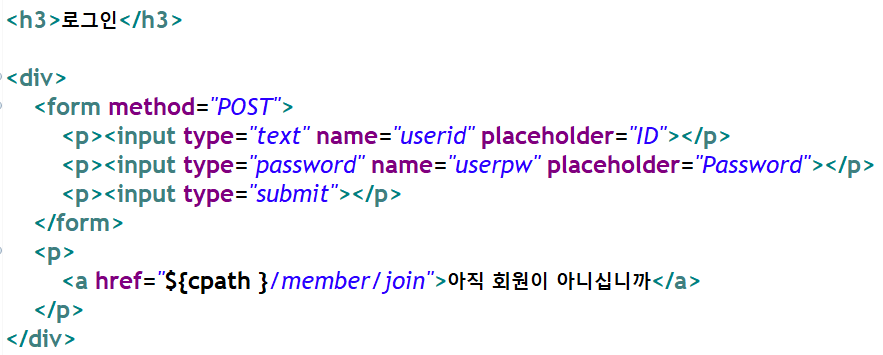 <h3>로그인</h3>
<div>
<form method="POST">
<p><input type="text" name="userid" placeholder="ID"></p>
<p><input type="password" name="userpw" placeholder="Password"></p>
<p><input type="submit"></p>
</form>
<p>
<a href="${cpath }/member/join">아직 회원이 아니십니까</a>
</p>
</div>